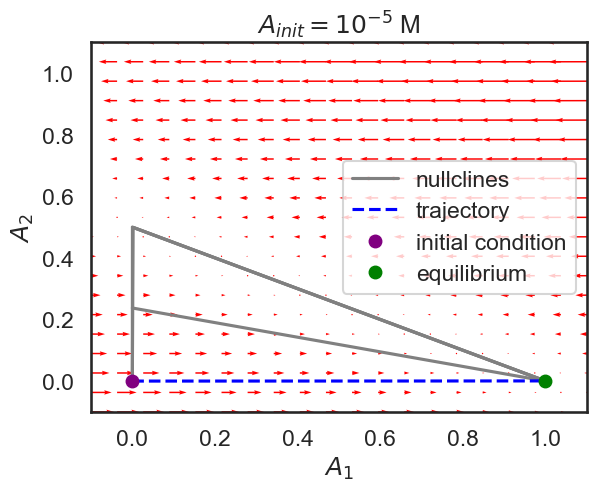 A_init = 10^-5 M
A_2
1.0
0.8
0.6
0.4
0.2
0.0
nullclines
trajectory
initial condition
equilibrium
0.0 0.2 0.4 0.6 0.8 1.0
A_1